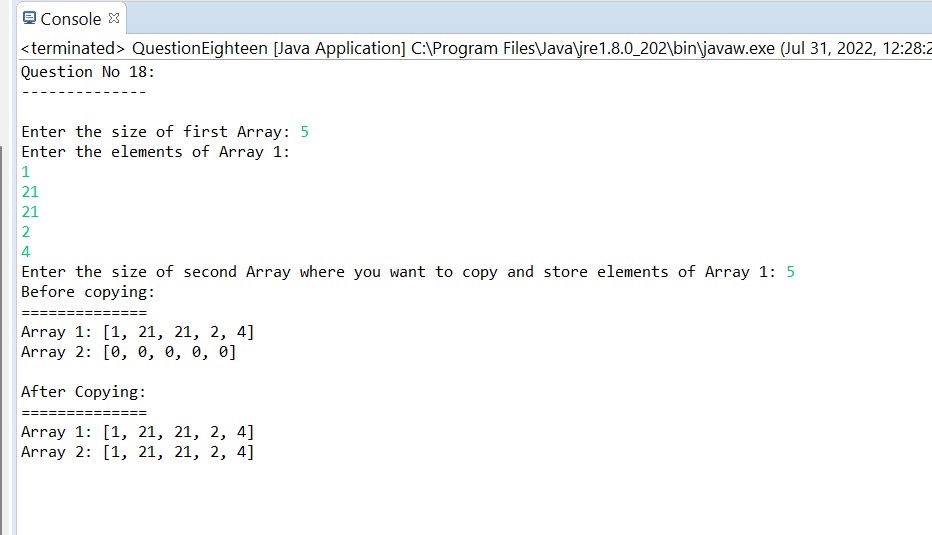 Console
<terminated> QuestionEighteen [Java Application] C:\Program Files\Java\jre1.8.0_202\bin\javaw.exe (Jul 31, 2022, 12:28:2
Question No 18:
--------------
Enter the size of first Array: 5
Enter the elements of Array 1:
1
21
21
2
4
Enter the size of second Array where you want to copy and store elements of Array 1: 5
Before copying:
==============
Array 1: [1, 21, 21, 2, 4]
Array 2: [0, 0, 0, 0, 0]
After Copying:
==============
Array 1: [1, 21, 21, 2, 4]
Array 2: [1, 21, 21, 2, 4]